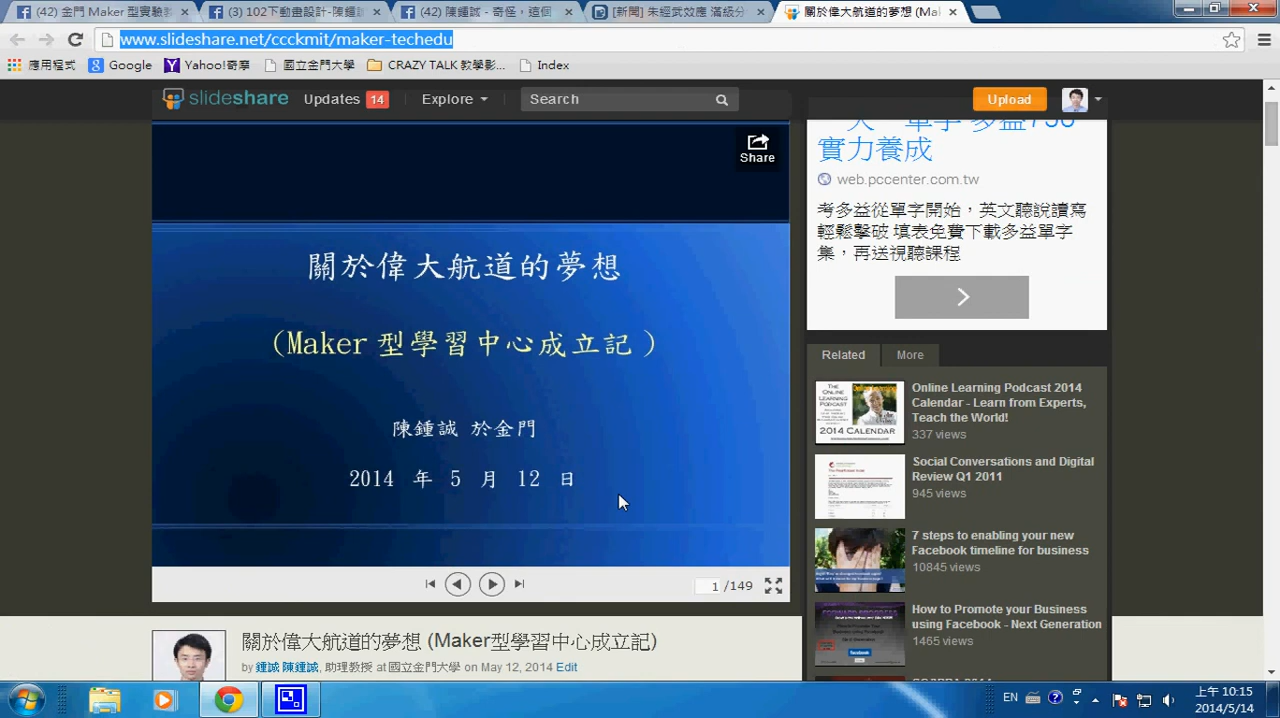 (42) 金門 Maker 型實驗教
(3) 102下動畫設計-陳鍾誠
(42) 陳鍾誠 - 奇怪，這個
[新聞] 朱經武效應 滿級分
關於偉大航道的夢想 (Mak
www.slideshare.net/ccckmit/maker-techedu
應用程式 Google Yahoo!奇摩 國立金門大學 CRAZY TALK 教學影... Index
slideshare Updates 14 Explore Search Upload
Share
關於偉大航道的夢想
(Maker 型學習中心成立記 )
陳鍾誠 於金門
2014 年 5 月 12 日
1 /149
關於偉大航道的夢想 (Maker型學習中心成立記)
by 鍾誠 陳鍾誠, 助理教授 at 國立金門大學 on May 12, 2014 Edit
實力養成
web.pccenter.com.tw
考多益從單字開始，英文聽說讀寫
輕鬆擊破 填表免費下載多益單字
集，再送視聽課程
Related More
THE
ONLINE
LEARNING
PODCAST
2014 CALENDAR
Online Learning Podcast 2014
Calendar - Learn from Experts,
Teach the World!
337 views
Social Conversations and Digital
Review Q1 2011
945 views
7 steps to enabling your new
Facebook timeline for business
10845 views
How to Promote your Business
using Facebook - Next Generation
1465 views
EN
上午 10:15
2014/5/14